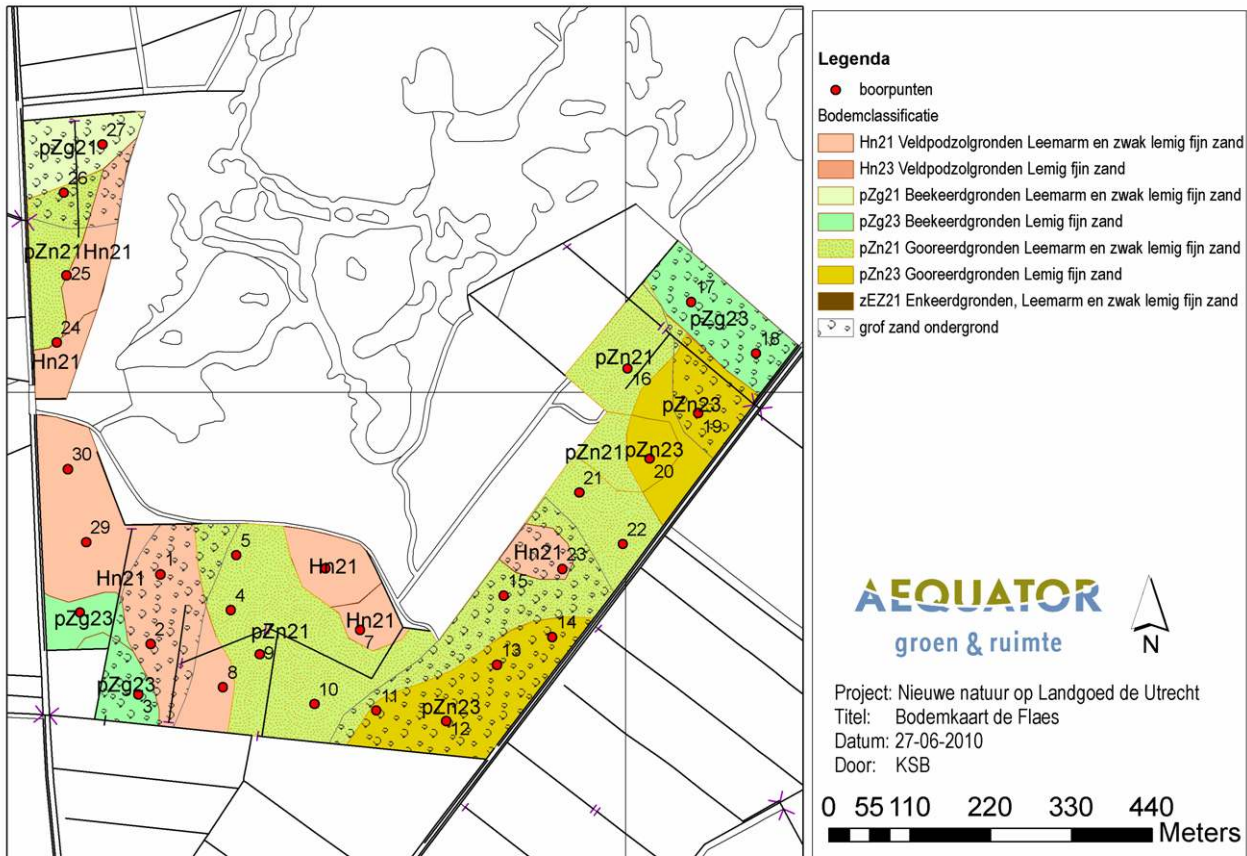 27
pZg21
26
pZn21 Hn21
25
24
Hn21
30
29
Hn21
1
5
pZg23
2
4
pZn21
9
Hn21
Hn21
7
pZg23
3
8
10
11
pZn23
12
13
14
15
Hn21
23
22
21
pZn21
pZn23
20
pZn21
16
pZn23
19
17
pZg23
18
Legenda
boorpunten
Bodemclassificatie
Hn21 Veldpodzolgronden Leemarm en zwak lemig fijn zand
Hn23 Veldpodzolgronden Lemig fijn zand
pZg21 Beekeerdgronden Leemarm en zwak lemig fijn zand
pZg23 Beekeerdgronden Lemig fijn zand
pZn21 Gooreerdgronden Leemarm en zwak lemig fijn zand
pZn23 Gooreerdgronden Lemig fijn zand
zEZ21 Enkeerdgronden, Leemarm en zwak lemig fijn zand
grof zand ondergrond
AEQUATOR
groen & ruimte
N
Project: Nieuwe natuur op Landgoed de Utrecht
Titel: Bodemkaart de Flaes
Datum: 27-06-2010
Door: KSB
0 55 110 220 330 440
Meters